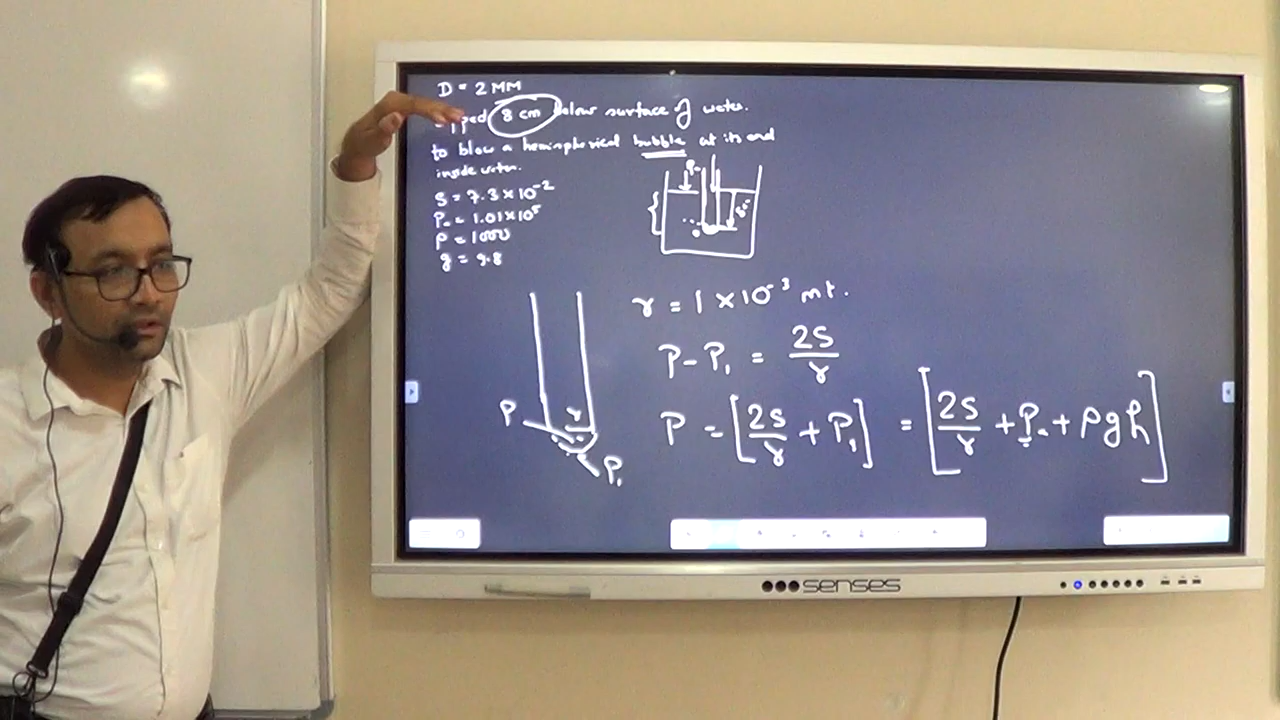 D = 2 MM
8 cm below surface of water.
to blow a hemispherical bubble at its end
inside water.
S = 7.3 × 10⁻²
Pₐ = 1.01 × 10⁵
ρ = 1000
g = 9.8
r = 1 × 10⁻³ mt.
P - P₁ = 2S/r
P = [2S/r + P₁] = [2S/r + Pₐ + ρgh]
P
r
P₁
senses